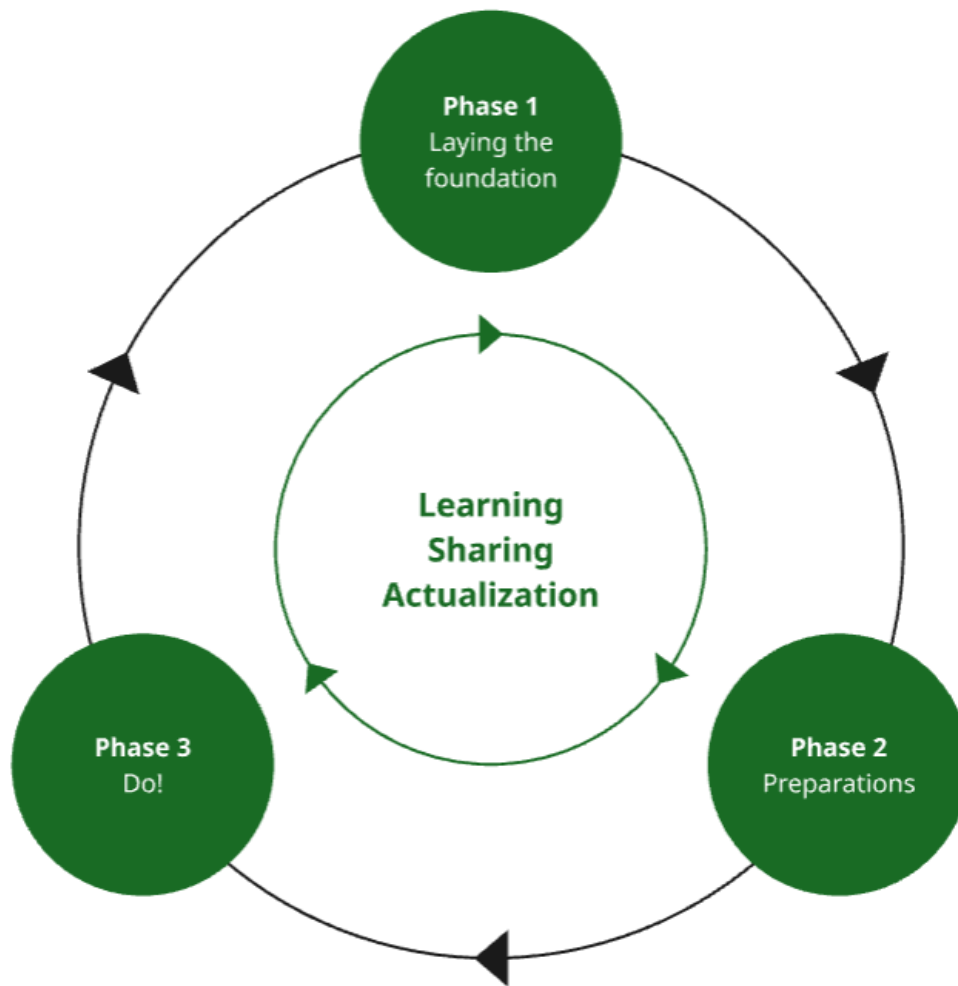 Phase 1
Laying the
foundation
Learning
Sharing
Actualization
Phase 3
Do!
Phase 2
Preparations